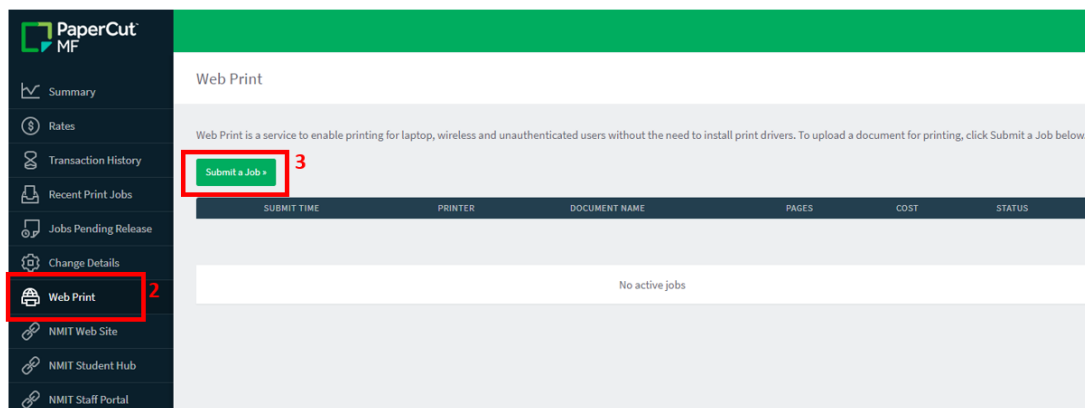 PaperCut
MF
Summary
Rates
Transaction History
Recent Print Jobs
Jobs Pending Release
Change Details
Web Print
2
NMIT Web Site
NMIT Student Hub
NMIT Staff Portal
Web Print
Web Print is a service to enable printing for laptop, wireless and unauthenticated users without the need to install print drivers. To upload a document for printing, click Submit a Job below
Submit a Job »
3
SUBMIT TIME PRINTER DOCUMENT NAME PAGES COST STATUS
No active jobs